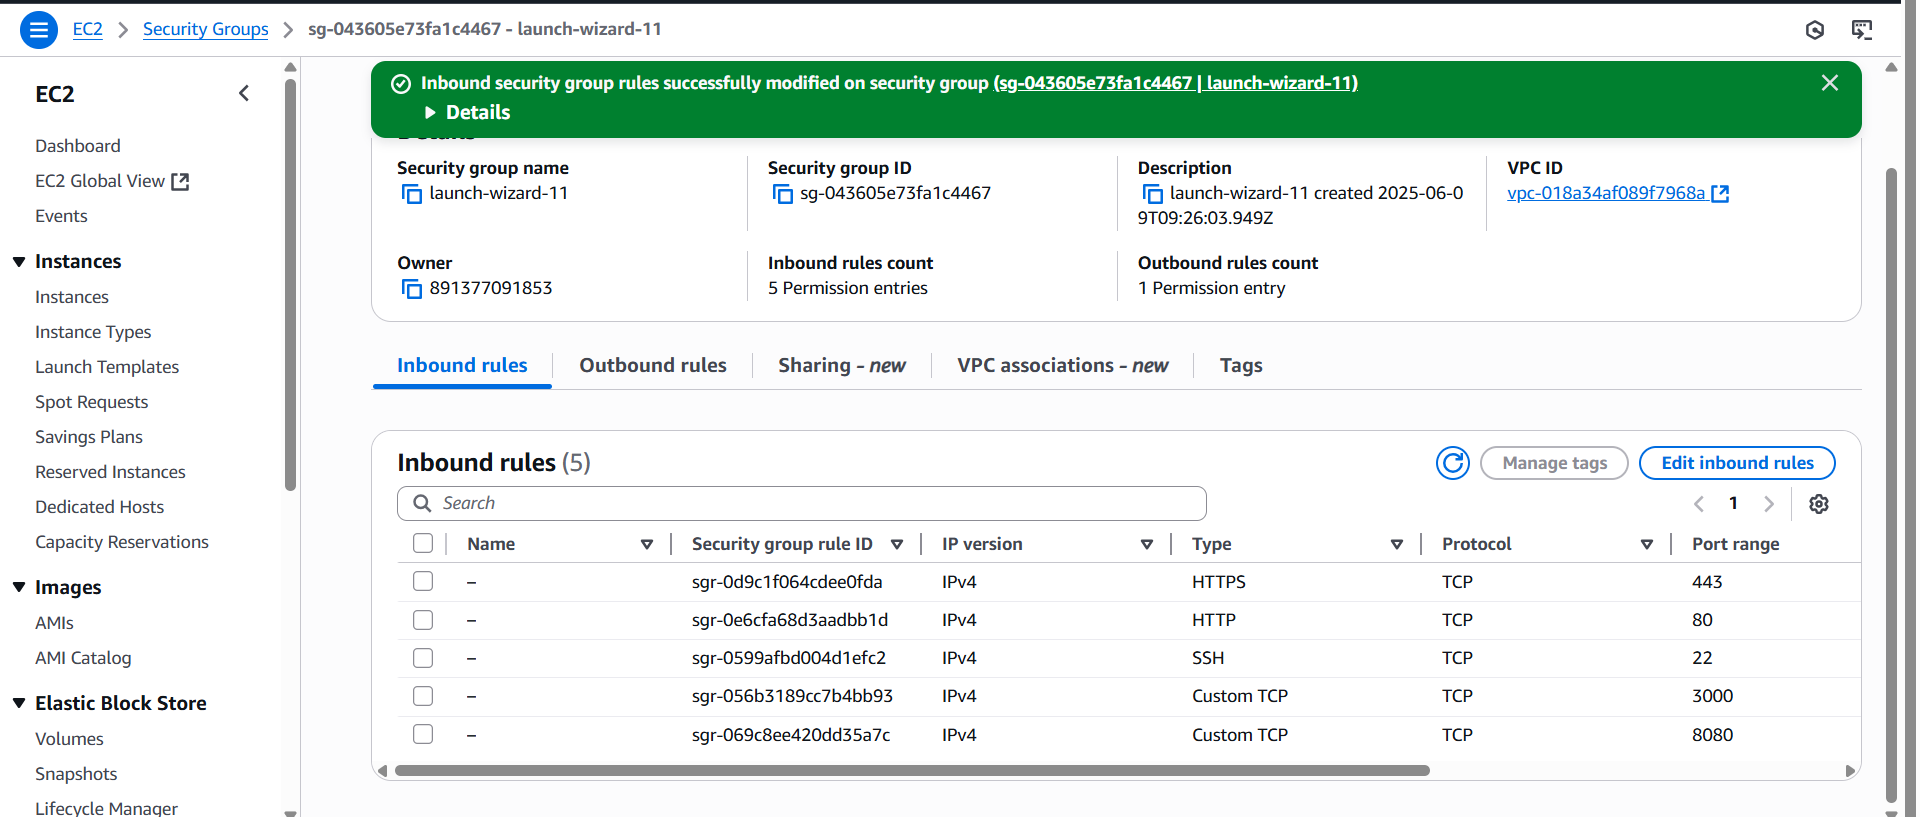 EC2 > Security Groups > sg-043605e73fa1c4467 - launch-wizard-11
EC2
Dashboard
EC2 Global View
Events
Instances
Instances
Instance Types
Launch Templates
Spot Requests
Savings Plans
Reserved Instances
Dedicated Hosts
Capacity Reservations
Images
AMIs
AMI Catalog
Elastic Block Store
Volumes
Snapshots
Lifecycle Manager
Inbound security group rules successfully modified on security group (sg-043605e73fa1c4467 | launch-wizard-11)
Details
Security group name
launch-wizard-11
Security group ID
sg-043605e73fa1c4467
Description
launch-wizard-11 created 2025-06-0
9T09:26:03.949Z
VPC ID
vpc-018a34af089f7968a
Owner
891377091853
Inbound rules count
5 Permission entries
Outbound rules count
1 Permission entry
Inbound rules | Outbound rules | Sharing - new | VPC associations - new | Tags
Inbound rules (5)
Manage tags
Edit inbound rules
Search
1
Name | Security group rule ID | IP version | Type | Protocol | Port range
– sgr-0d9c1f064cdee0fda IPv4 HTTPS TCP 443
– sgr-0e6cfa68d3aadbb1d IPv4 HTTP TCP 80
– sgr-0599afbd004d1efc2 IPv4 SSH TCP 22
– sgr-056b3189cc7b4bb93 IPv4 Custom TCP TCP 3000
– sgr-069c8ee420dd35a7c IPv4 Custom TCP TCP 8080